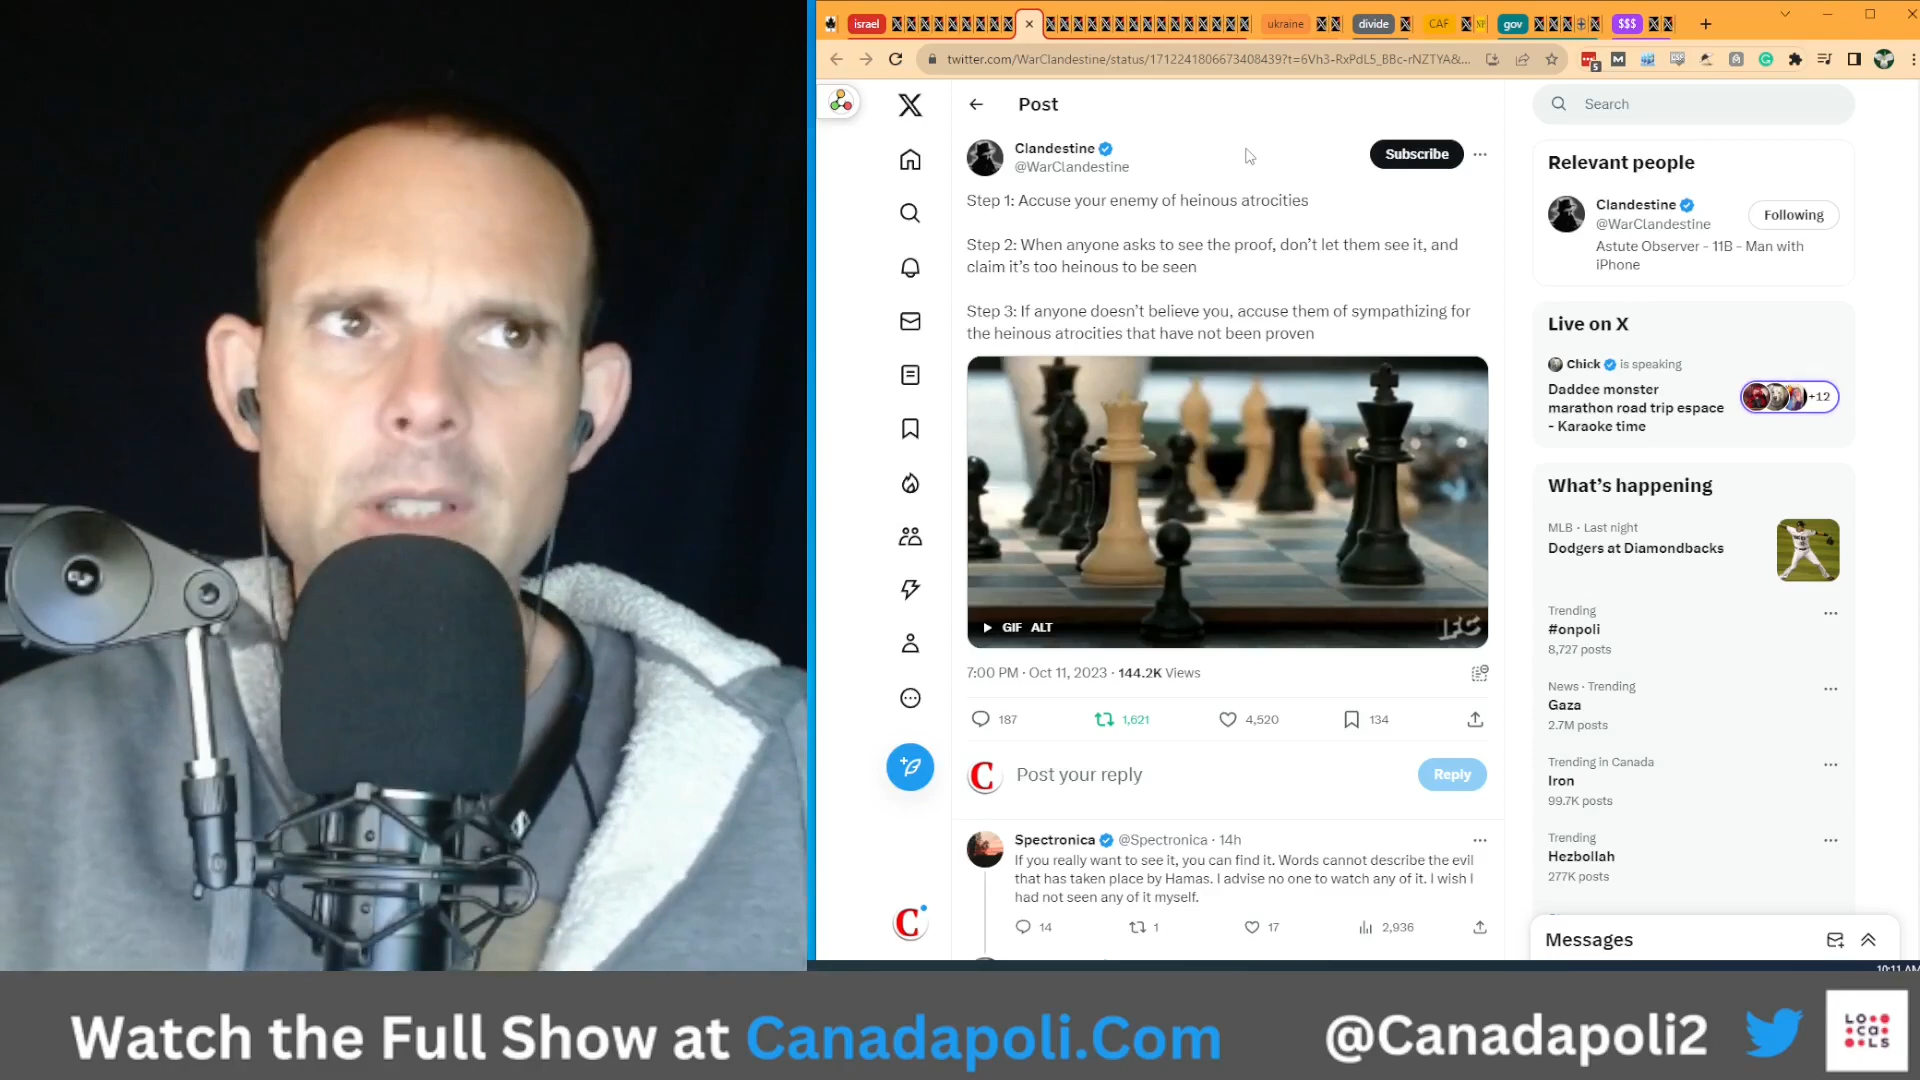 israel
ukraine
divide
CAF
gov
$$$
twitter.com/WarClandestine/status/1712241806673408439?t=6Vh3-RxPdL5_BBc-rNZTYA&...
Post
Search
Clandestine
@WarClandestine
Subscribe
Step 1: Accuse your enemy of heinous atrocities
Step 2: When anyone asks to see the proof, don't let them see it, and
claim it's too heinous to be seen
Step 3: If anyone doesn't believe you, accuse them of sympathizing for
the heinous atrocities that have not been proven
GIF ALT
IFC
7:00 PM · Oct 11, 2023 · 144.2K Views
187
1,621
4,520
134
Post your reply
Reply
Spectronica @Spectronica · 14h
If you really want to see it, you can find it. Words cannot describe the evil
that has taken place by Hamas. I advise no one to watch any of it. I wish I
had not seen any of it myself.
14
1
17
2,936
Relevant people
Clandestine
@WarClandestine
Following
Astute Observer - 11B - Man with
iPhone
Live on X
Chick is speaking
Daddee monster
marathon road trip espace
- Karaoke time
+12
What's happening
MLB · Last night
Dodgers at Diamondbacks
Trending
#onpoli
8,727 posts
News · Trending
Gaza
2.7M posts
Trending in Canada
Iron
99.7K posts
Trending
Hezbollah
277K posts
Messages
10:11 AM
Watch the Full Show at Canadapoli.Com
@Canadapoli2
LO
ca
LS